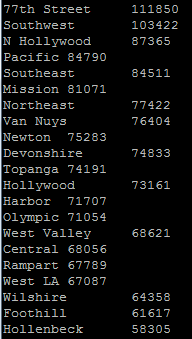 77th Street 111850
Southwest 103422
N Hollywood 87365
Pacific 84790
Southeast 84511
Mission 81071
Northeast 77422
Van Nuys 76404
Newton 75283
Devonshire 74833
Topanga 74191
Hollywood 73161
Harbor 71707
Olympic 71054
West Valley 68621
Central 68056
Rampart 67789
West LA 67087
Wilshire 64358
Foothill 61617
Hollenbeck 58305